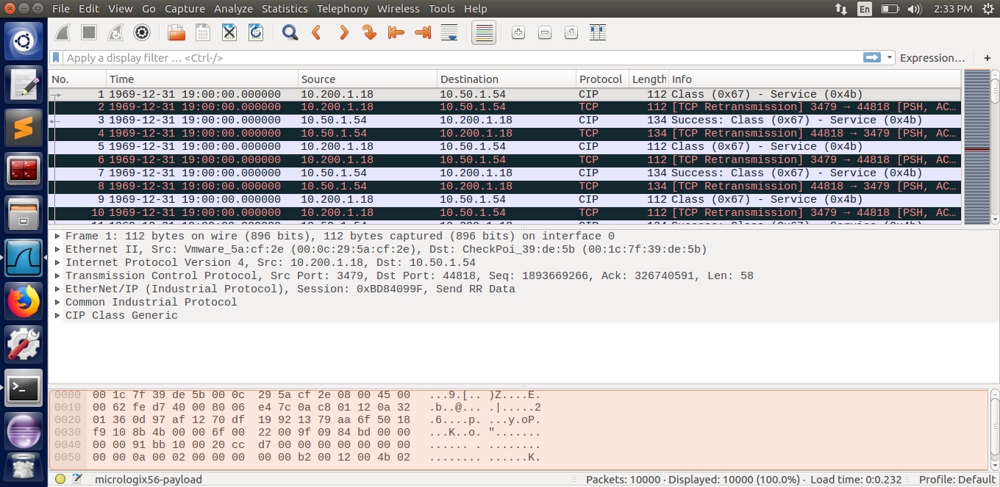 File Edit View Go Capture Analyze Statistics Telephony Wireless Tools Help En 2:33 PM
Apply a display filter … <Ctrl-/> Expression… +
No. Time Source Destination Protocol Length Info
1 1969-12-31 19:00:00.000000 10.200.1.18 10.50.1.54 CIP 112 Class (0x67) - Service (0x4b)
2 1969-12-31 19:00:00.000000 10.200.1.18 10.50.1.54 TCP 112 [TCP Retransmission] 3479 → 44818 [PSH, AC…
3 1969-12-31 19:00:00.000000 10.50.1.54 10.200.1.18 CIP 134 Success: Class (0x67) - Service (0x4b)
4 1969-12-31 19:00:00.000000 10.50.1.54 10.200.1.18 TCP 134 [TCP Retransmission] 44818 → 3479 [PSH, AC…
5 1969-12-31 19:00:00.000000 10.200.1.18 10.50.1.54 CIP 112 Class (0x67) - Service (0x4b)
6 1969-12-31 19:00:00.000000 10.200.1.18 10.50.1.54 TCP 112 [TCP Retransmission] 3479 → 44818 [PSH, AC…
7 1969-12-31 19:00:00.000000 10.50.1.54 10.200.1.18 CIP 134 Success: Class (0x67) - Service (0x4b)
8 1969-12-31 19:00:00.000000 10.50.1.54 10.200.1.18 TCP 134 [TCP Retransmission] 44818 → 3479 [PSH, AC…
9 1969-12-31 19:00:00.000000 10.200.1.18 10.50.1.54 CIP 112 Class (0x67) - Service (0x4b)
10 1969-12-31 19:00:00.000000 10.200.1.18 10.50.1.54 TCP 112 [TCP Retransmission] 3479 → 44818 [PSH, AC…
Frame 1: 112 bytes on wire (896 bits), 112 bytes captured (896 bits) on interface 0
Ethernet II, Src: Vmware_5a:cf:2e (00:0c:29:5a:cf:2e), Dst: CheckPoi_39:de:5b (00:1c:7f:39:de:5b)
Internet Protocol Version 4, Src: 10.200.1.18, Dst: 10.50.1.54
Transmission Control Protocol, Src Port: 3479, Dst Port: 44818, Seq: 1893669266, Ack: 326740591, Len: 58
EtherNet/IP (Industrial Protocol), Session: 0xBD84099F, Send RR Data
Common Industrial Protocol
CIP Class Generic
0000 00 1c 7f 39 de 5b 00 0c 29 5a cf 2e 08 00 45 00 ...9.[.. )Z....E.
0010 00 62 fe d7 40 00 80 06 e4 7c 0a c8 01 12 0a 32 .b..@... .|.....2
0020 01 36 0d 97 af 12 70 df 19 92 13 79 aa 6f 50 18 .6....p. ...y.oP.
0030 f9 10 8b 4b 00 00 6f 00 22 00 9f 09 84 bd 00 00 ...K..o. ".......
0040 00 00 91 bb 10 00 20 cc d7 00 00 00 00 00 00 00 ...... . ........
0050 00 00 0a 00 02 00 00 00 00 00 b2 00 12 00 4b 02 ........ ......K.
micrologix56-payload Packets: 10000 · Displayed: 10000 (100.0%) · Load time: 0:0.232 Profile: Default